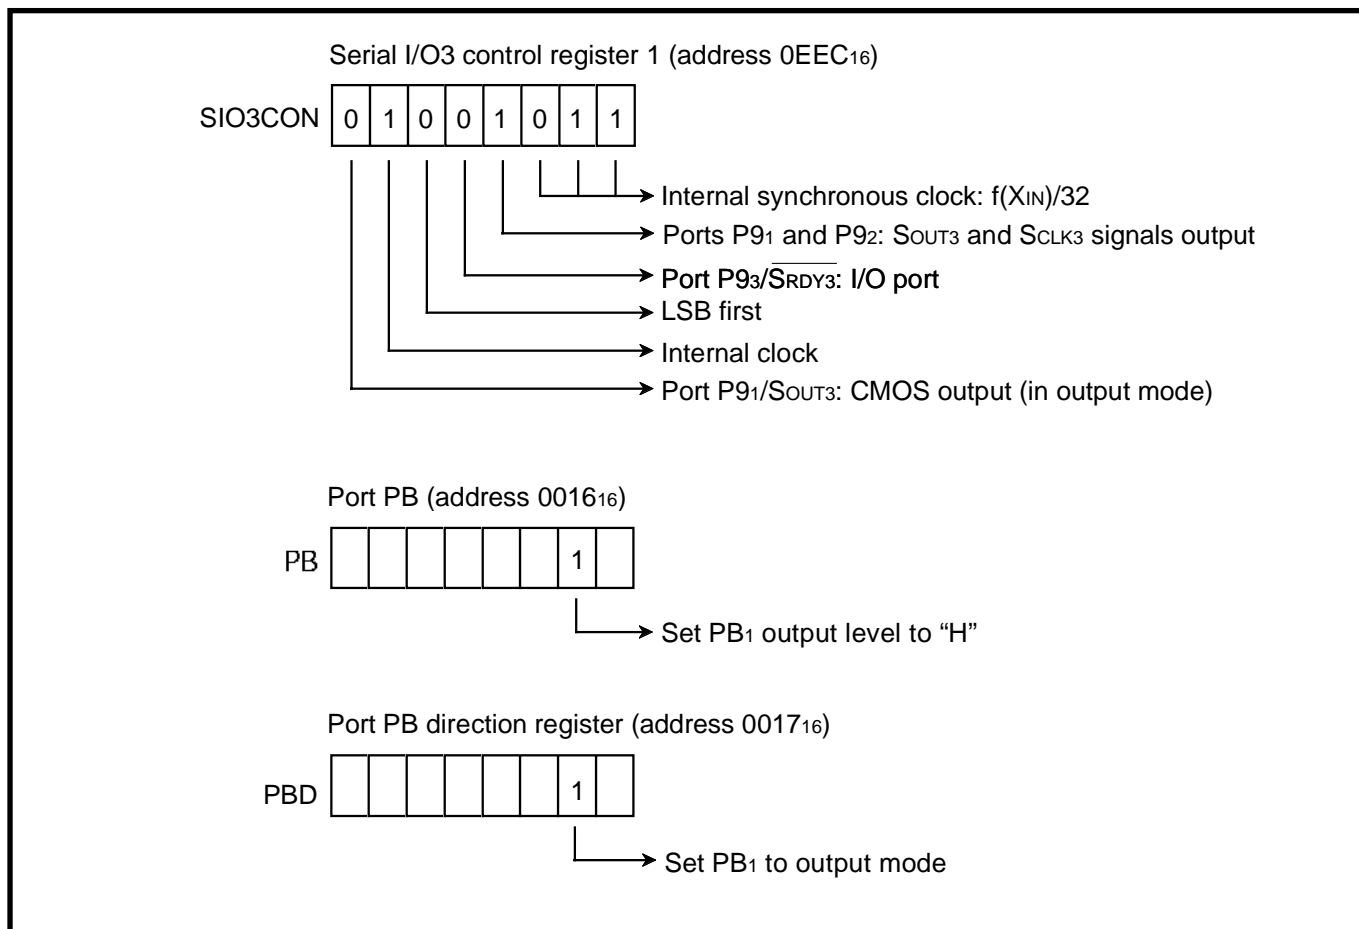 Serial I/O3 control register 1 (address 0EEC16)
SIO3CON 0 1 0 0 1 0 1 1
Internal synchronous clock: f(XIN)/32
Ports P91 and P92: SOUT3 and SCLK3 signals output
Port P93/SRDY3: I/O port
LSB first
Internal clock
Port P91/SOUT3: CMOS output (in output mode)
Port PB (address 001616)
PB 1
Set PB1 output level to “H”
Port PB direction register (address 001716)
PBD 1
Set PB1 to output mode